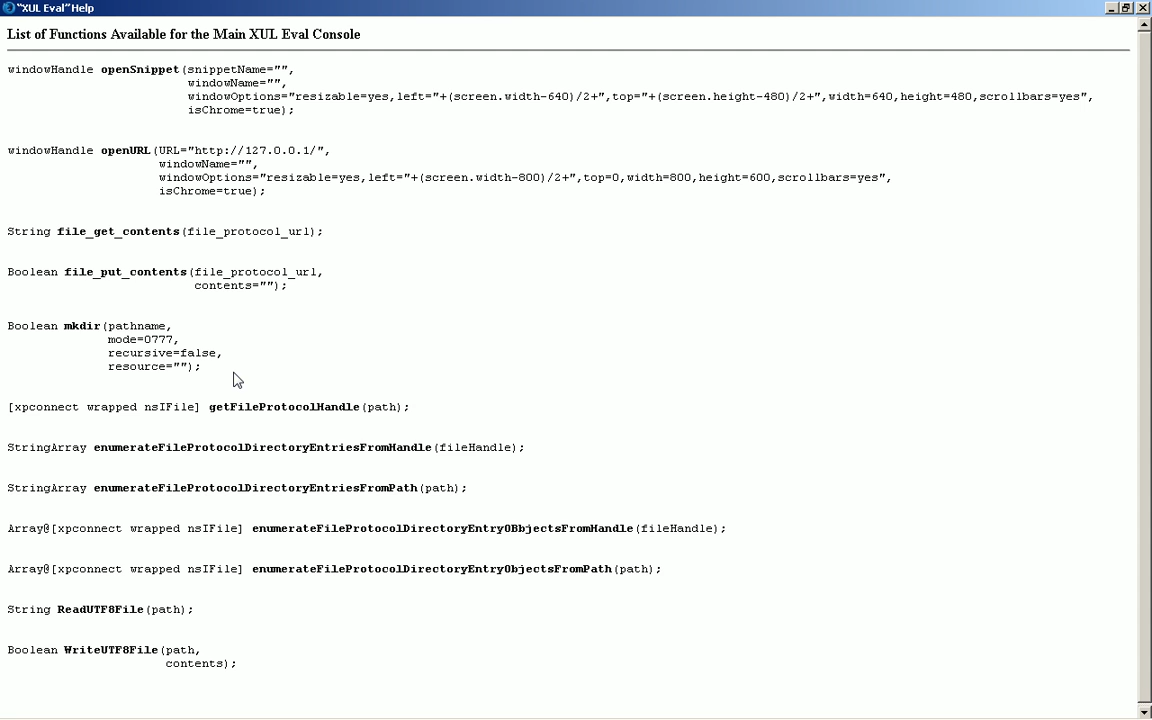 "XUL Eval"Help
List of Functions Available for the Main XUL Eval Console
windowHandle openSnippet(snippetName="",
windowName="",
windowOptions="resizable=yes,left="+(screen.width-640)/2+",top="+(screen.height-480)/2+",width=640,height=480,scrollbars=yes",
isChrome=true);
windowHandle openURL(URL="http://127.0.0.1/",
windowName="",
windowOptions="resizable=yes,left="+(screen.width-800)/2+",top=0,width=800,height=600,scrollbars=yes",
isChrome=true);
String file_get_contents(file_protocol_url);
Boolean file_put_contents(file_protocol_url,
contents="");
Boolean mkdir(pathname,
mode=0777,
recursive=false,
resource="");
[xpconnect wrapped nsIFile] getFileProtocolHandle(path);
StringArray enumerateFileProtocolDirectoryEntriesFromHandle(fileHandle);
StringArray enumerateFileProtocolDirectoryEntriesFromPath(path);
Array@[xpconnect wrapped nsIFile] enumerateFileProtocolDirectoryEntryOBbjectsFromHandle(fileHandle);
Array@[xpconnect wrapped nsIFile] enumerateFileProtocolDirectoryEntryObjectsFromPath(path);
String ReadUTF8File(path);
Boolean WriteUTF8File(path,
contents);